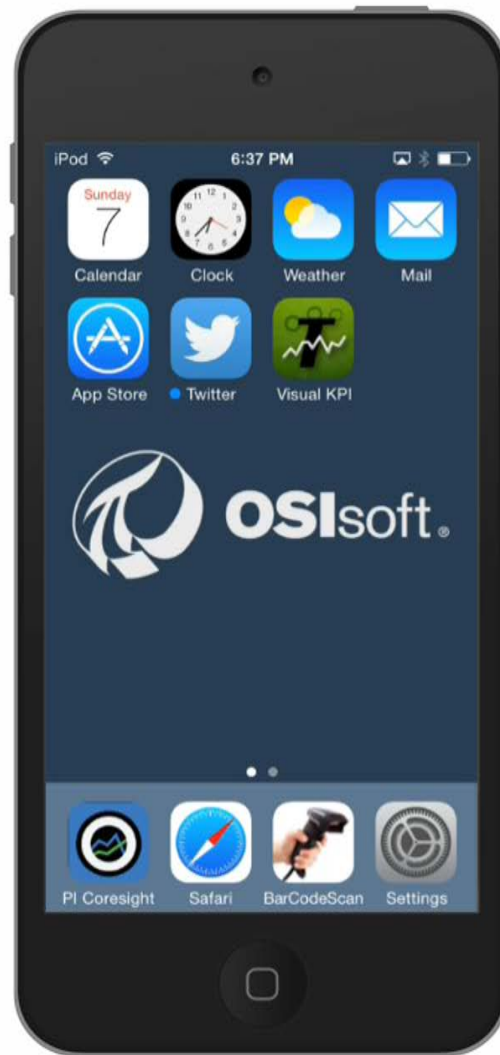 iPod 6:37 PM
Sunday
7
Calendar Clock Weather Mail
App Store Twitter Visual KPI
OSIsoft®
PI Coresight Safari BarCodeScan Settings